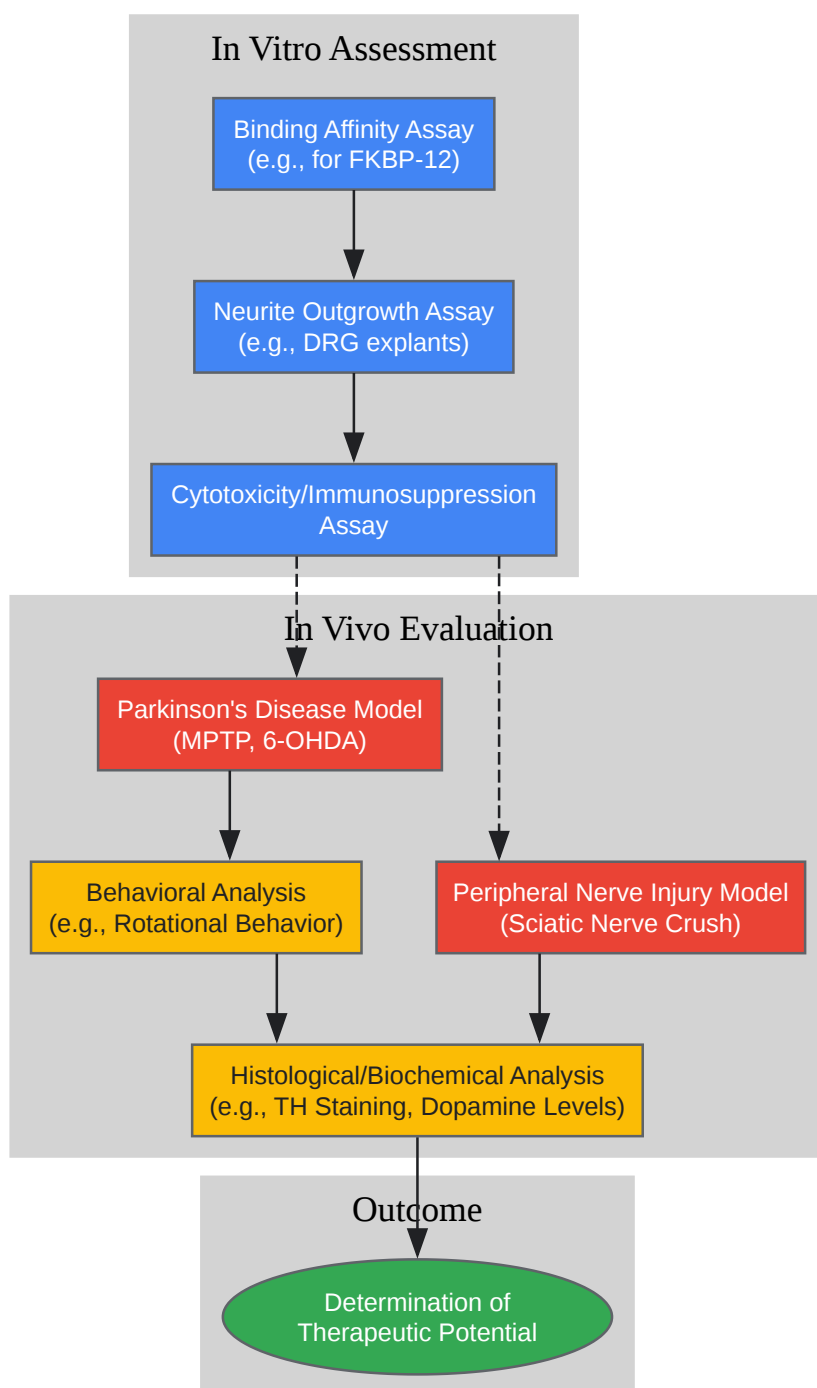 In Vitro Assessment
Binding Affinity Assay
(e.g., for FKBP-12)
Neurite Outgrowth Assay
(e.g., DRG explants)
Cytotoxicity/Immunosuppression
Assay
In Vivo Evaluation
Parkinson's Disease Model
(MPTP, 6-OHDA)
Behavioral Analysis
(e.g., Rotational Behavior)
Peripheral Nerve Injury Model
(Sciatic Nerve Crush)
Histological/Biochemical Analysis
(e.g., TH Staining, Dopamine Levels)
Outcome
Determination of
Therapeutic Potential